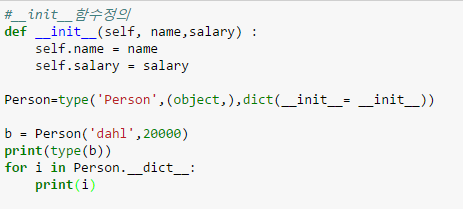 #__init__함수정의
def __init__(self, name,salary) :
    self.name = name
    self.salary = salary

Person=type('Person',(object,),dict(__init__= __init__))

b = Person('dahl',20000)
print(type(b))
for i in Person.__dict__:
    print(i)